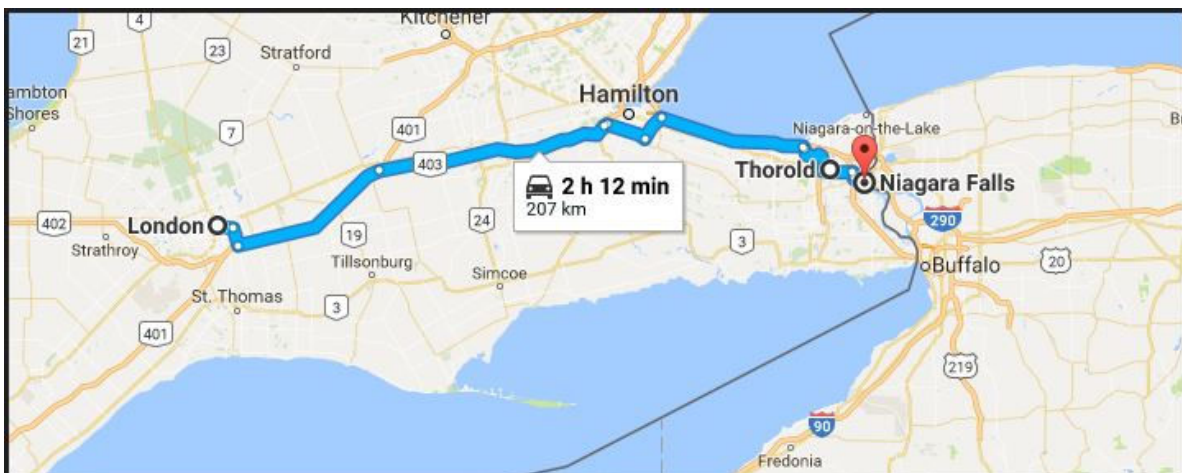 4
Kitchener
21
23
Stratford
ambton
Shores
Hamilton
7
401
Niagara-on-the-Lake
Br
403
Thorold
Niagara Falls
2 h 12 min
207 km
London
402
Strathroy
19
24
290
Tillsonburg
3
Simcoe
Buffalo
20
St. Thomas
3
401
219
90
Fredonia